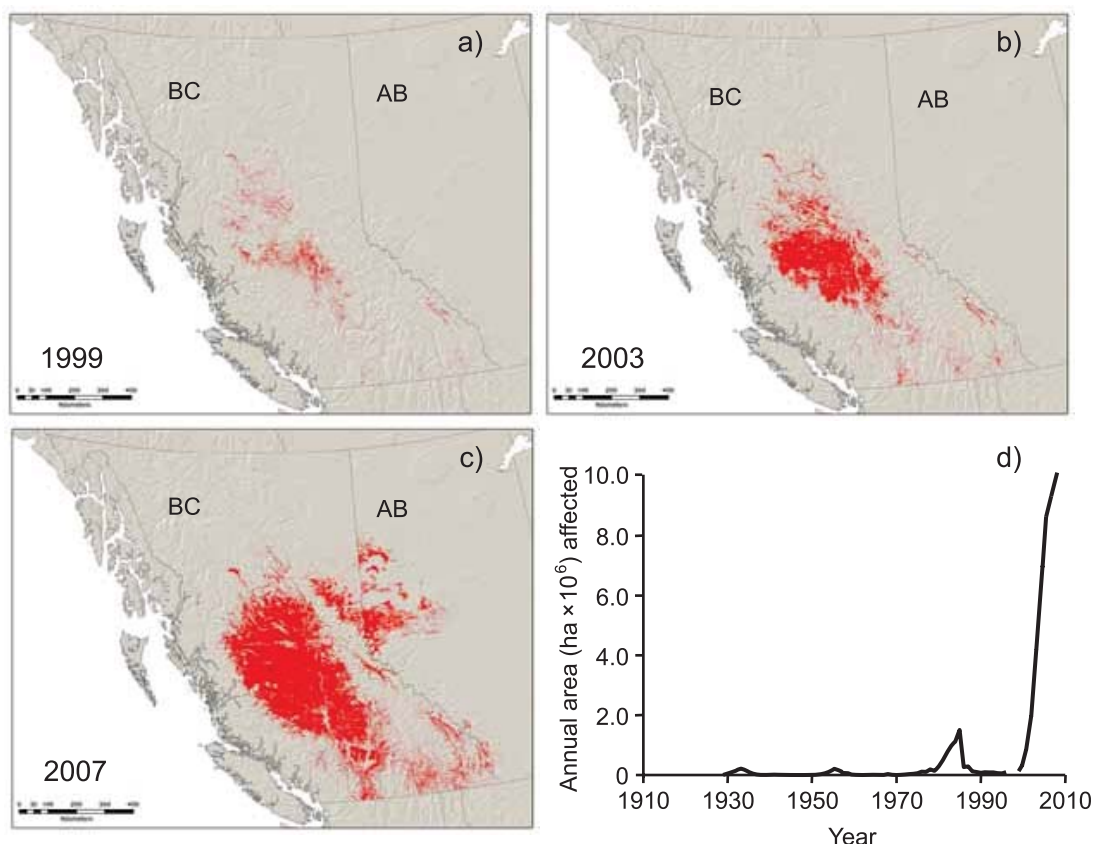 a)
BC
AB
1999
b)
BC
AB
2003
c)
BC
AB
2007
d)
Annual area (ha × 10⁶) affected
10.0
8.0
6.0
4.0
2.0
0
1910
1930
1950
1970
1990
2010
Year